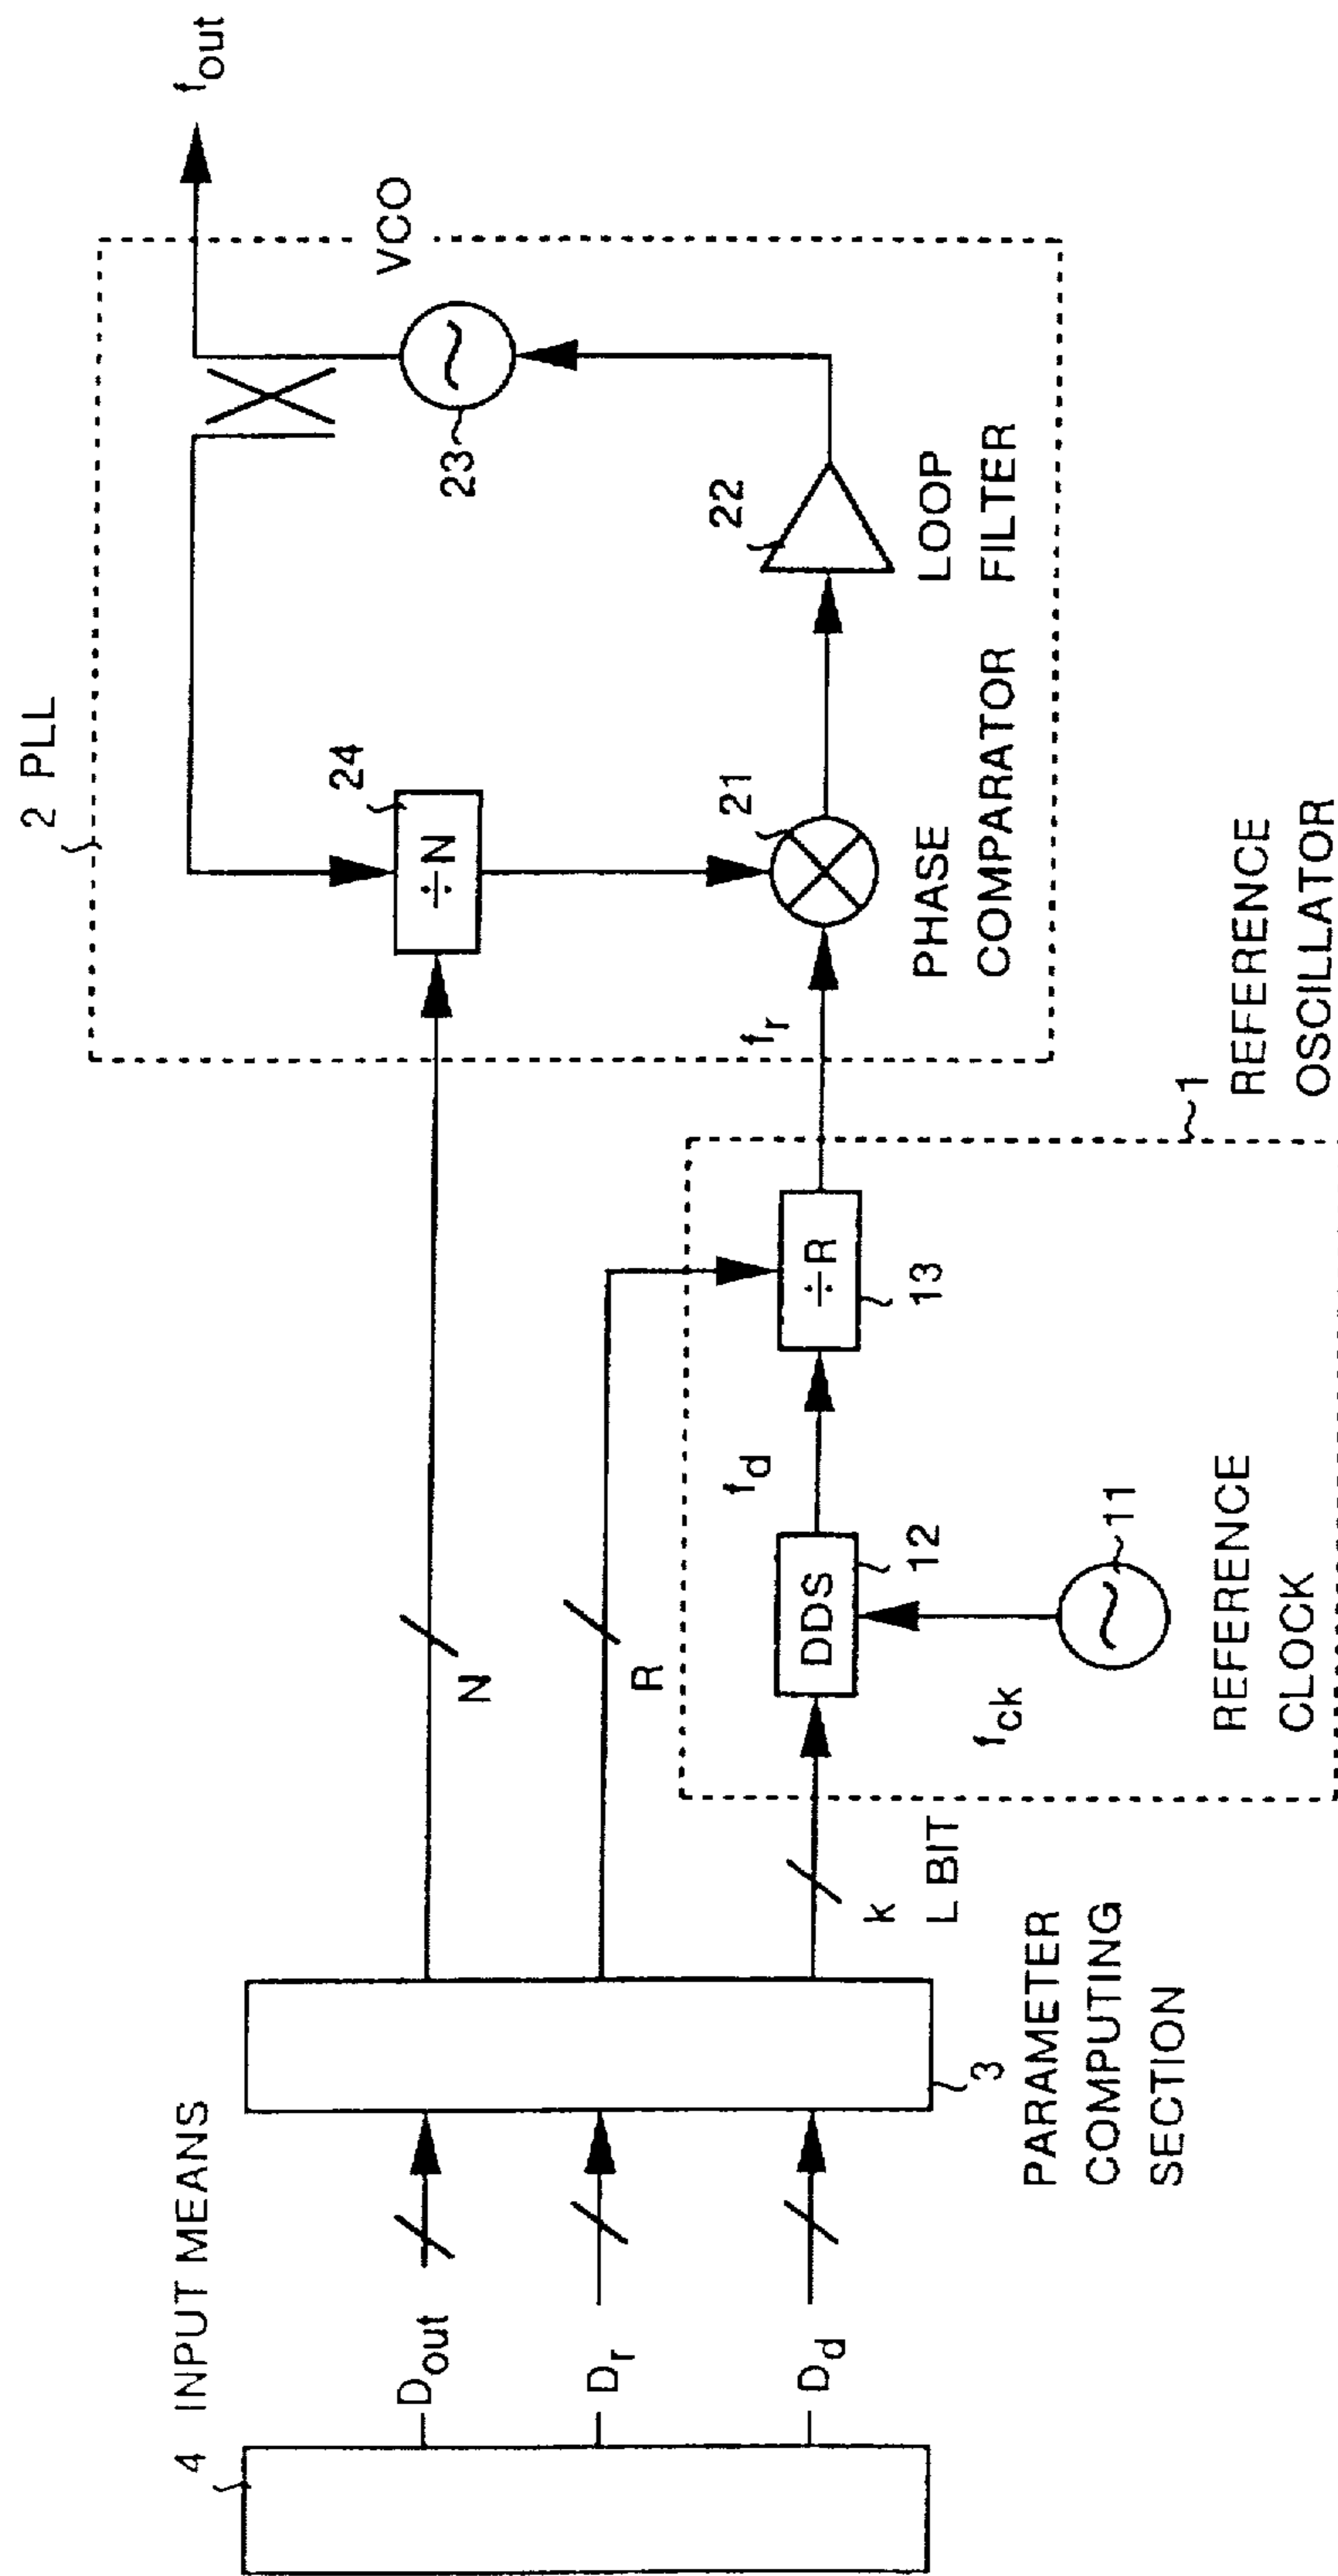 4 INPUT MEANS
D_out
D_r
D_d
3
PARAMETER
COMPUTING
SECTION
N
R
k
L BIT
f_ck
REFERENCE
CLOCK
11
DDS
12
f_d
÷R
13
f_r
1
REFERENCE
OSCILLATOR
2 PLL
÷N
24
21
PHASE
COMPARATOR
22
LOOP
FILTER
23
VCO
f_out